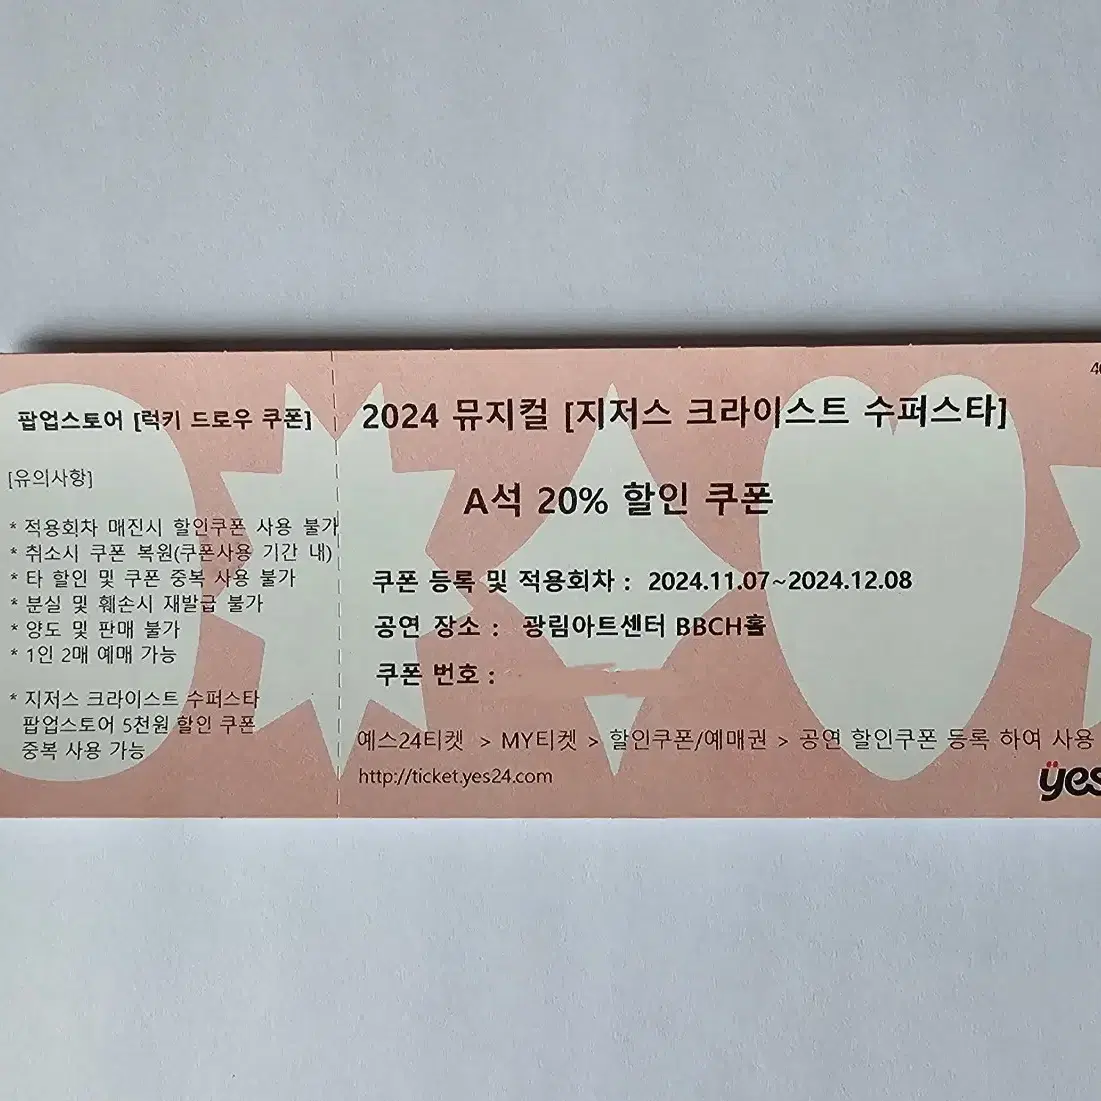 팝업스토어 [럭키 드로우 쿠폰]
[유의사항]
* 적용회차 매진시 할인쿠폰 사용 불가
* 취소시 쿠폰 복원(쿠폰사용 기간 내)
* 타 할인 및 쿠폰 중복 사용 불가
* 분실 및 훼손시 재발급 불가
* 양도 및 판매 불가
* 1인 2매 예매 가능
* 지저스 크라이스트 수퍼스타
팝업스토어 5천원 할인 쿠폰
중복 사용 가능
2024 뮤지컬 [지저스 크라이스트 수퍼스타]
A석 20% 할인 쿠폰
쿠폰 등록 및 적용회차 : 2024.11.07~2024.12.08
공연 장소 : 광림아트센터 BBCH홀
쿠폰 번호 :
예스24티켓 > MY티켓 > 할인쿠폰/예매권 > 공연 할인쿠폰 등록 하여 사용
http://ticket.yes24.com